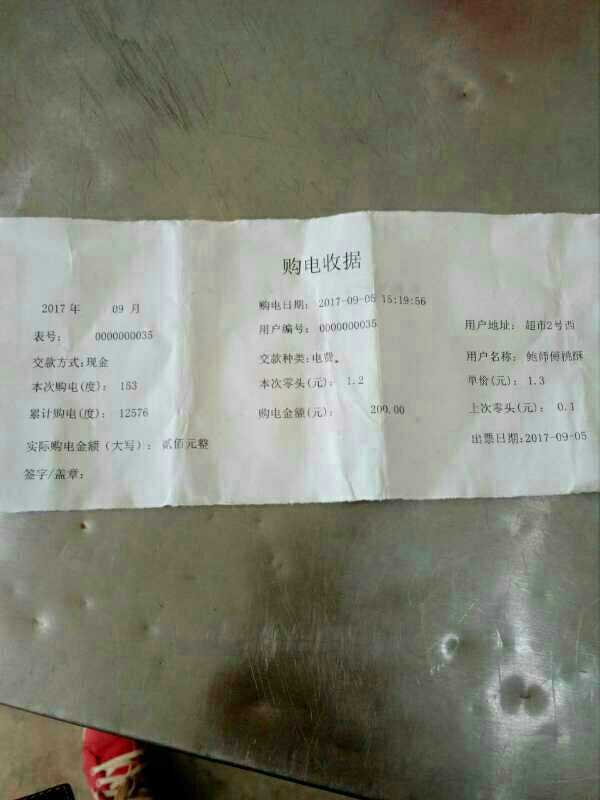 购电收据
2017 年 09 月 购电日期: 2017-09-05 15:19:56
表号: 0000000035 用户编号: 0000000035 用户地址: 超市2号西
交款方式:现金 交款种类:电费。 用户名称: 鲍师傅桃酥
本次购电(度): 153 本次零头(元): 1.2 单价(元): 1.3
累计购电(度): 12576 购电金额(元): 200.00 上次零头(元): 0.1
实际购电金额(大写): 贰佰元整 出票日期:2017-09-05
签字/盖章: